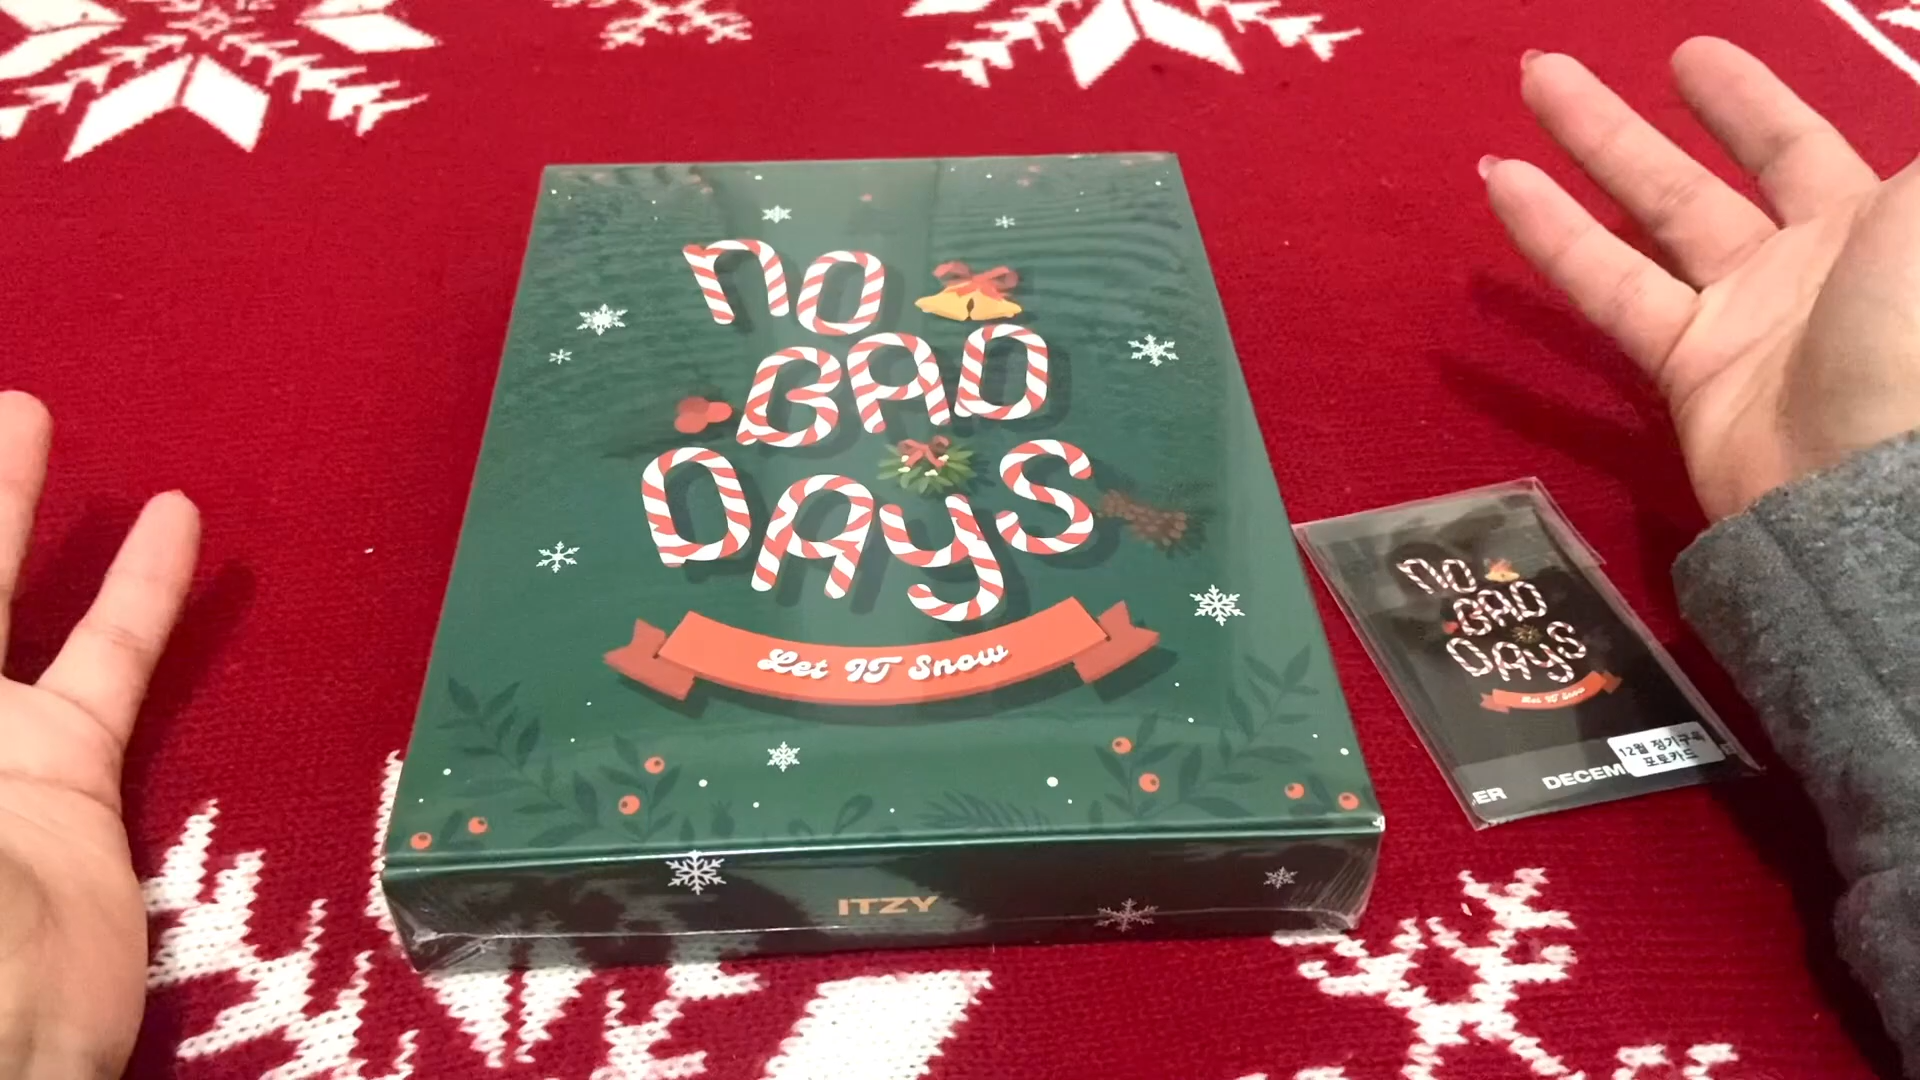 no
BAD
DAyS
Let IT Snow
ITZY
no
BAD
DAyS
Let IT Snow
12월 정기구독
포토카드
ER
DECEM